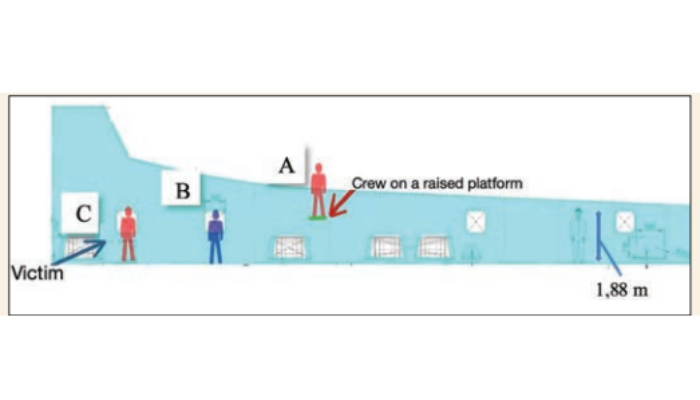 A
Crew on a raised platform
B
C
Victim
1,88 m